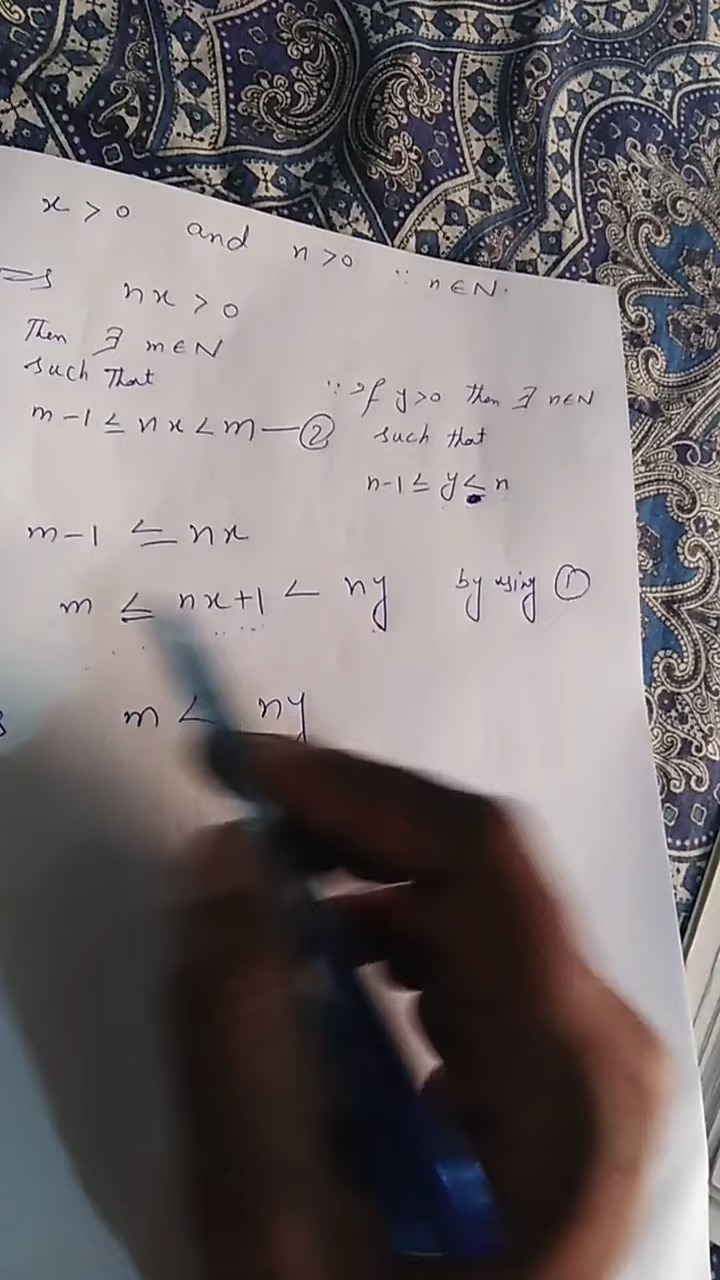 x > 0 and n > 0 ∵ n∈N.
⇒ nx > 0
Then ∃ m∈N
such That
m-1 ≤ nx < m — ②
∵ If y>0 then ∃ n∈N
such that
n-1 ≤ y ≤ n
m-1 ≤ nx
m ≤ nx+1 < ny by using ①
m < ny